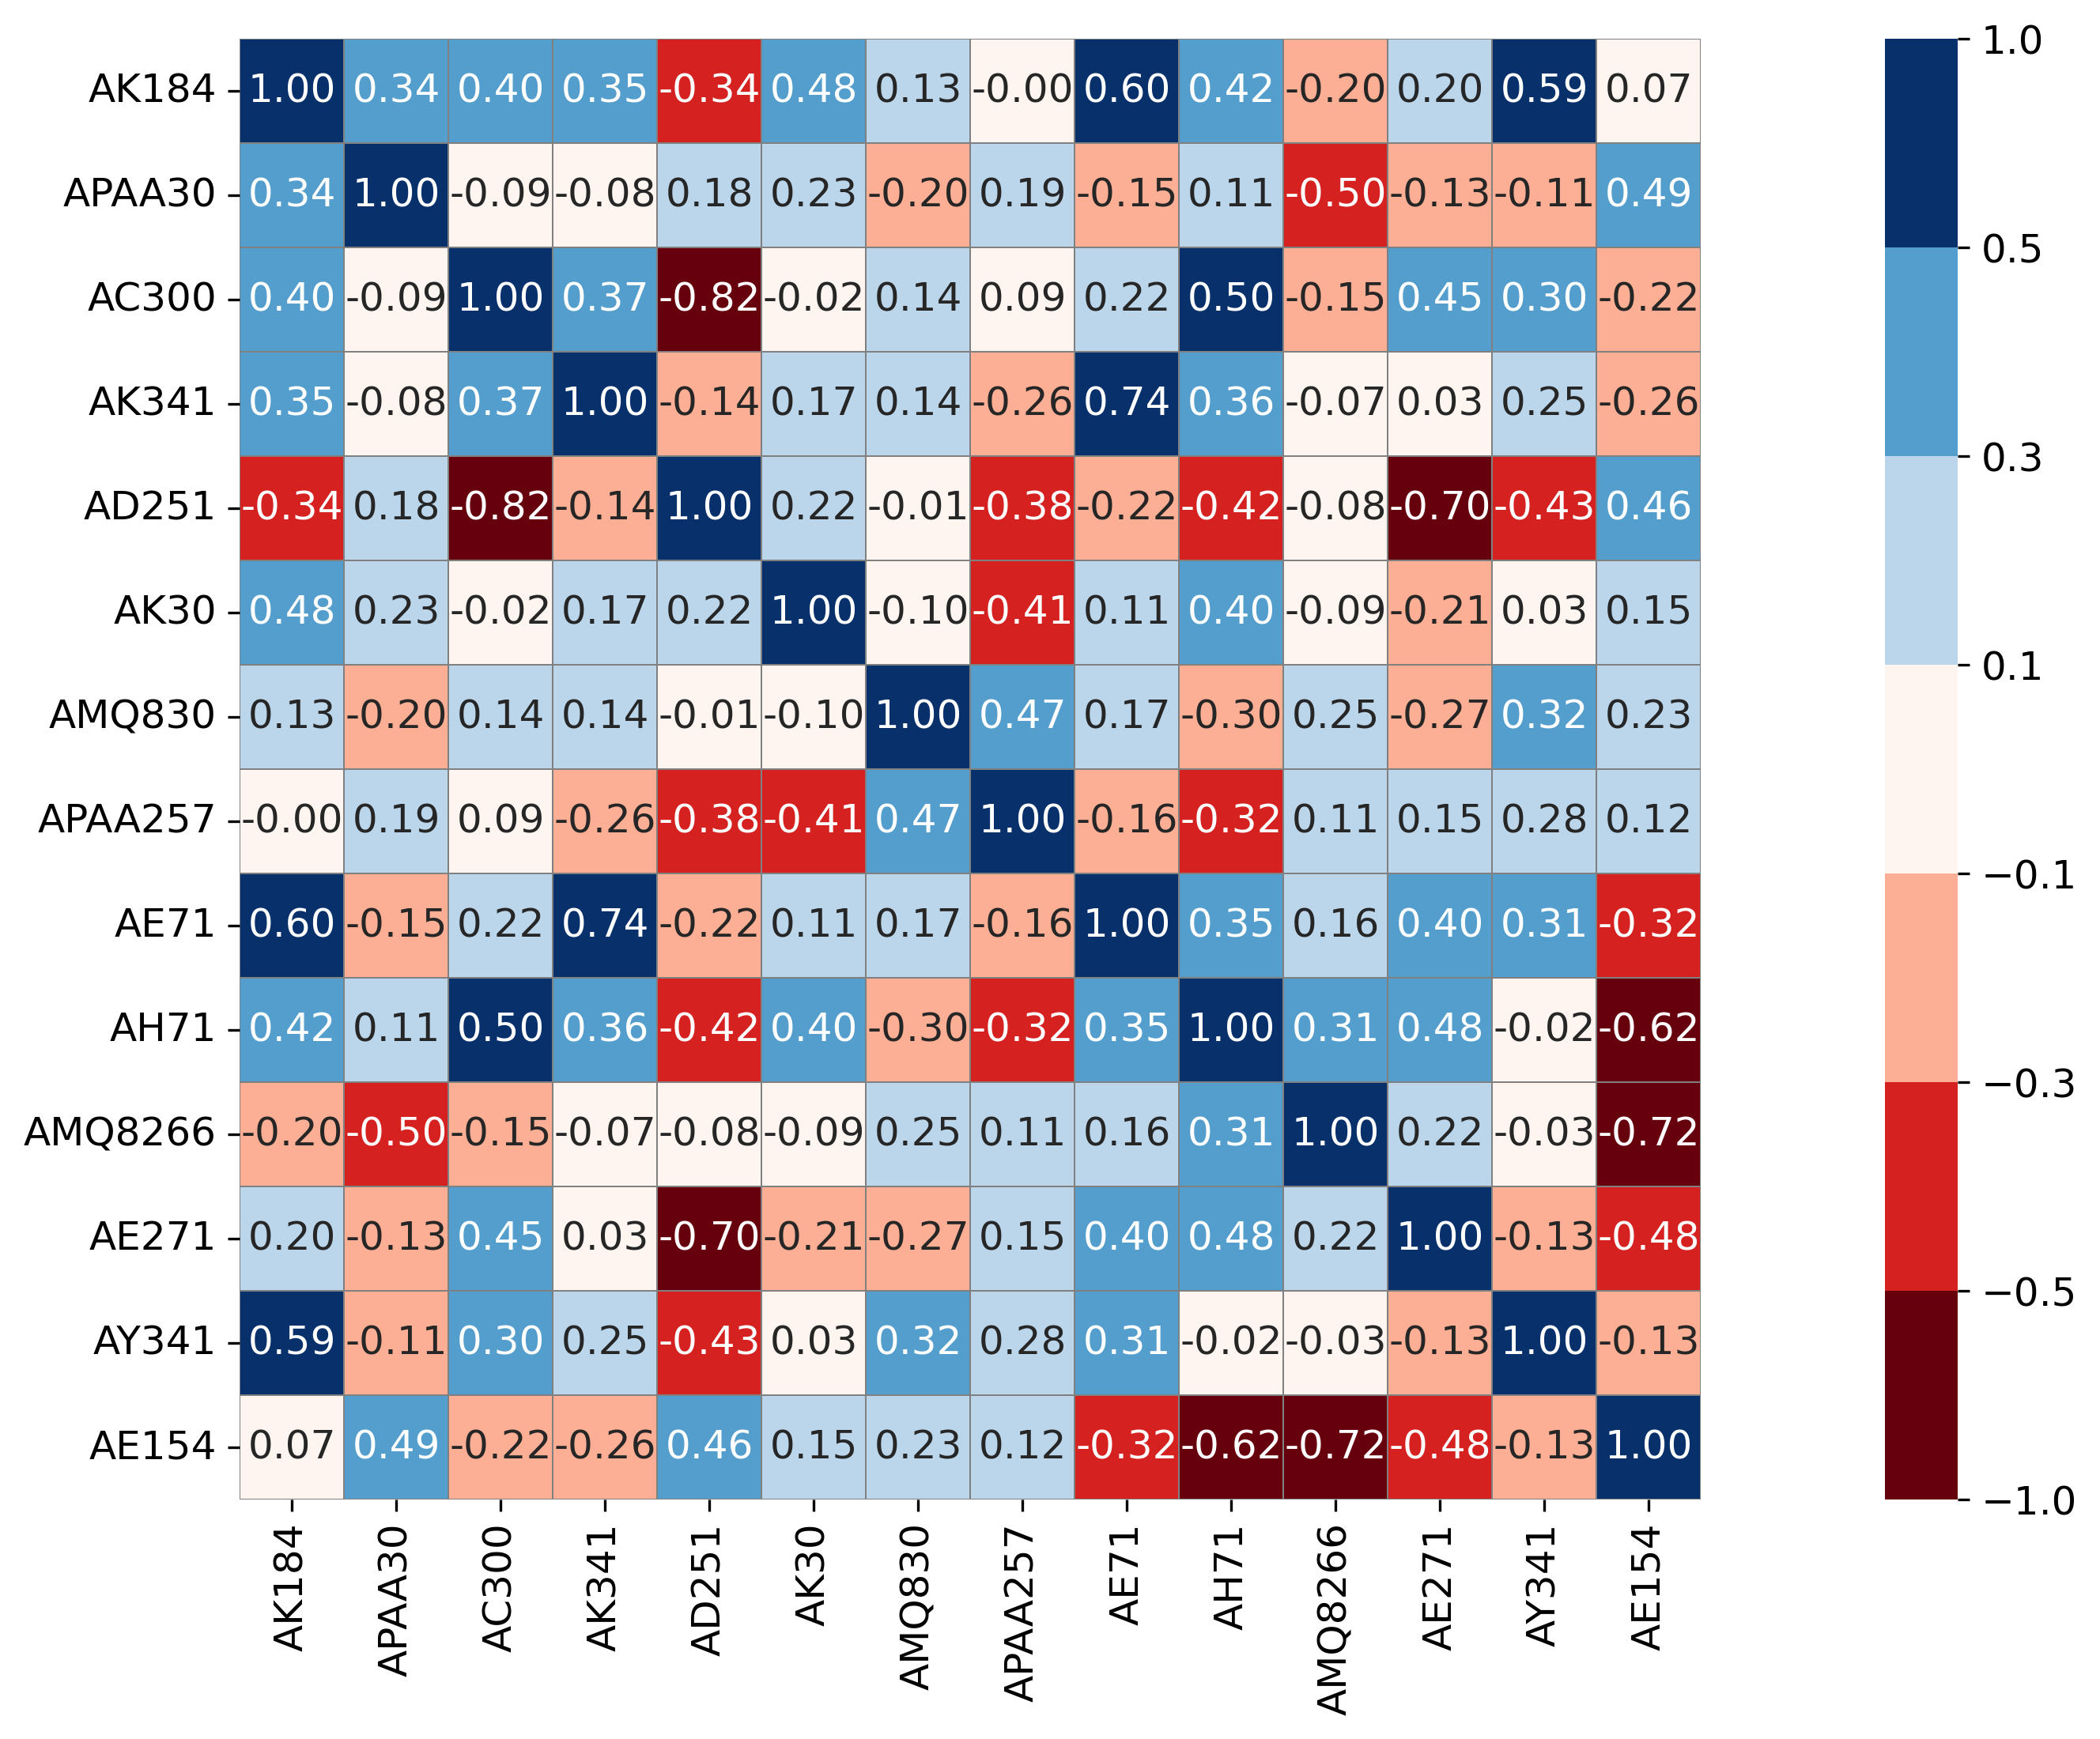 AK184 1.00 0.34 0.40 0.35 -0.34 0.48 0.13 -0.00 0.60 0.42 -0.20 0.20 0.59 0.07
APAA30 0.34 1.00 -0.09 -0.08 0.18 0.23 -0.20 0.19 -0.15 0.11 -0.50 -0.13 -0.11 0.49
AC300 0.40 -0.09 1.00 0.37 -0.82 -0.02 0.14 0.09 0.22 0.50 -0.15 0.45 0.30 -0.22
AK341 0.35 -0.08 0.37 1.00 -0.14 0.17 0.14 -0.26 0.74 0.36 -0.07 0.03 0.25 -0.26
AD251 -0.34 0.18 -0.82 -0.14 1.00 0.22 -0.01 -0.38 -0.22 -0.42 -0.08 -0.70 -0.43 0.46
AK30 0.48 0.23 -0.02 0.17 0.22 1.00 -0.10 -0.41 0.11 0.40 -0.09 -0.21 0.03 0.15
AMQ830 0.13 -0.20 0.14 0.14 -0.01 -0.10 1.00 0.47 0.17 -0.30 0.25 -0.27 0.32 0.23
APAA257 -0.00 0.19 0.09 -0.26 -0.38 -0.41 0.47 1.00 -0.16 -0.32 0.11 0.15 0.28 0.12
AE71 0.60 -0.15 0.22 0.74 -0.22 0.11 0.17 -0.16 1.00 0.35 0.16 0.40 0.31 -0.32
AH71 0.42 0.11 0.50 0.36 -0.42 0.40 -0.30 -0.32 0.35 1.00 0.31 0.48 -0.02 -0.62
AMQ8266 -0.20 -0.50 -0.15 -0.07 -0.08 -0.09 0.25 0.11 0.16 0.31 1.00 0.22 -0.03 -0.72
AE271 0.20 -0.13 0.45 0.03 -0.70 -0.21 -0.27 0.15 0.40 0.48 0.22 1.00 -0.13 -0.48
AY341 0.59 -0.11 0.30 0.25 -0.43 0.03 0.32 0.28 0.31 -0.02 -0.03 -0.13 1.00 -0.13
AE154 0.07 0.49 -0.22 -0.26 0.46 0.15 0.23 0.12 -0.32 -0.62 -0.72 -0.48 -0.13 1.00
AK184 APAA30 AC300 AK341 AD251 AK30 AMQ830 APAA257 AE71 AH71 AMQ8266 AE271 AY341 AE154
1.0
0.5
0.3
0.1
−0.1
−0.3
−0.5
−1.0